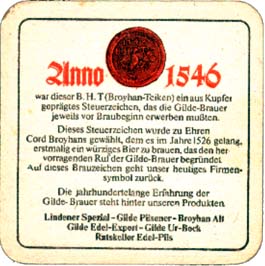 Anno 1546
war dieser B. H. T (Broyhan-Teiken) ein aus Kupfer
geprägtes Steuerzeichen, das die Gilde-Brauer
jeweils vor Braubeginn erwerben mußten.
Dieses Steuerzeichen wurde zu Ehren
Cord Broyhans gewählt, dem es im Jahre 1526 gelang,
erstmalig ein würziges Bier zu brauen, das den her-
vorragenden Ruf der Gilde-Brauer begründet.
Auf dieses Brauzeichen geht unser heutiges Firmen-
symbol zurück.
Die jahrhundertelange Erfahrung der
Gilde-Brauer steht hinter unseren Produkten.
Lindener Spezial - Gilde Pilsener - Broyhan Alt
Gilde Edel-Export - Gilde Ur-Bock
Ratskeller Edel-Pils